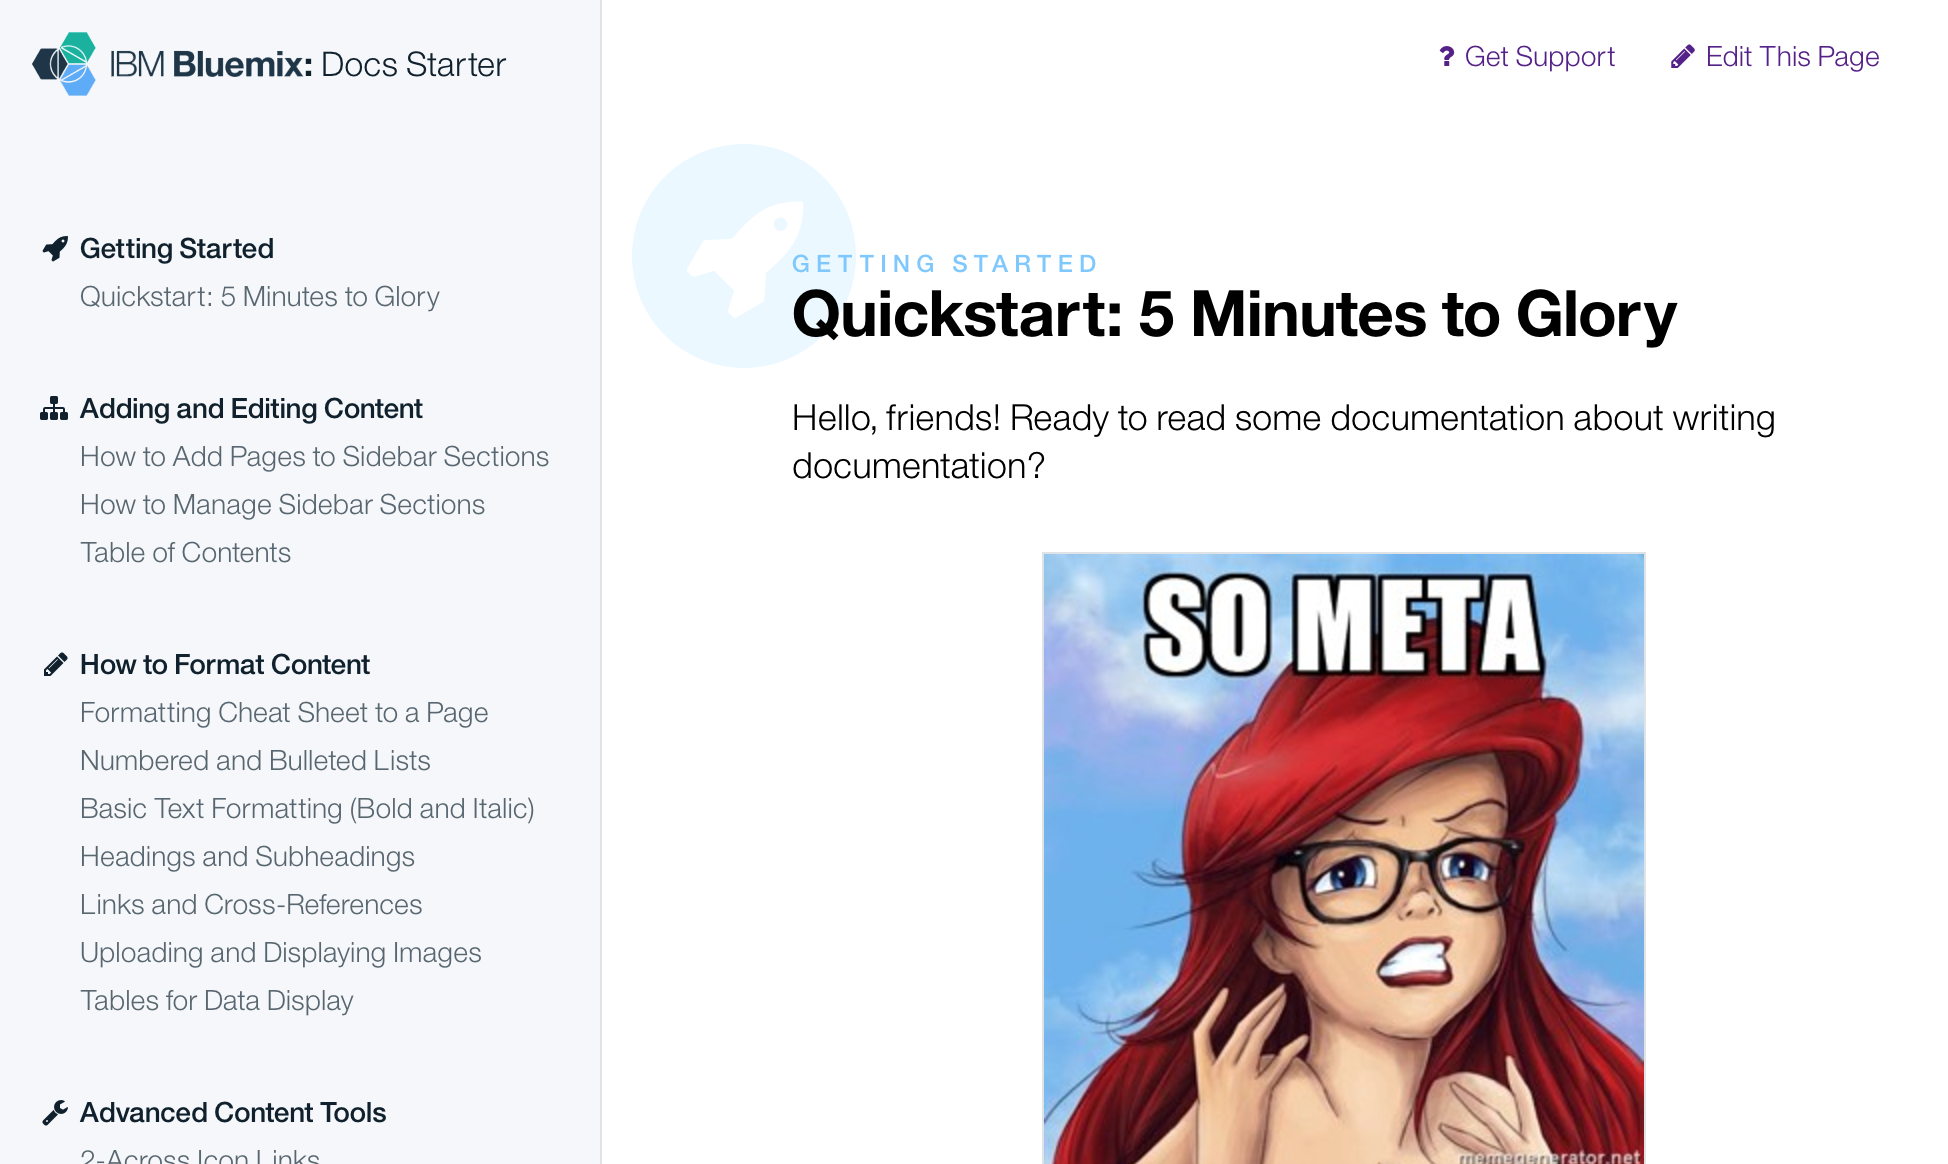 IBM Bluemix: Docs Starter
? Get Support
Edit This Page
Getting Started
Quickstart: 5 Minutes to Glory
Adding and Editing Content
How to Add Pages to Sidebar Sections
How to Manage Sidebar Sections
Table of Contents
How to Format Content
Formatting Cheat Sheet to a Page
Numbered and Bulleted Lists
Basic Text Formatting (Bold and Italic)
Headings and Subheadings
Links and Cross-References
Uploading and Displaying Images
Tables for Data Display
Advanced Content Tools
2-Across Icon Links
GETTING STARTED
Quickstart: 5 Minutes to Glory
Hello, friends! Ready to read some documentation about writing
documentation?
SO META
memegenerator.net